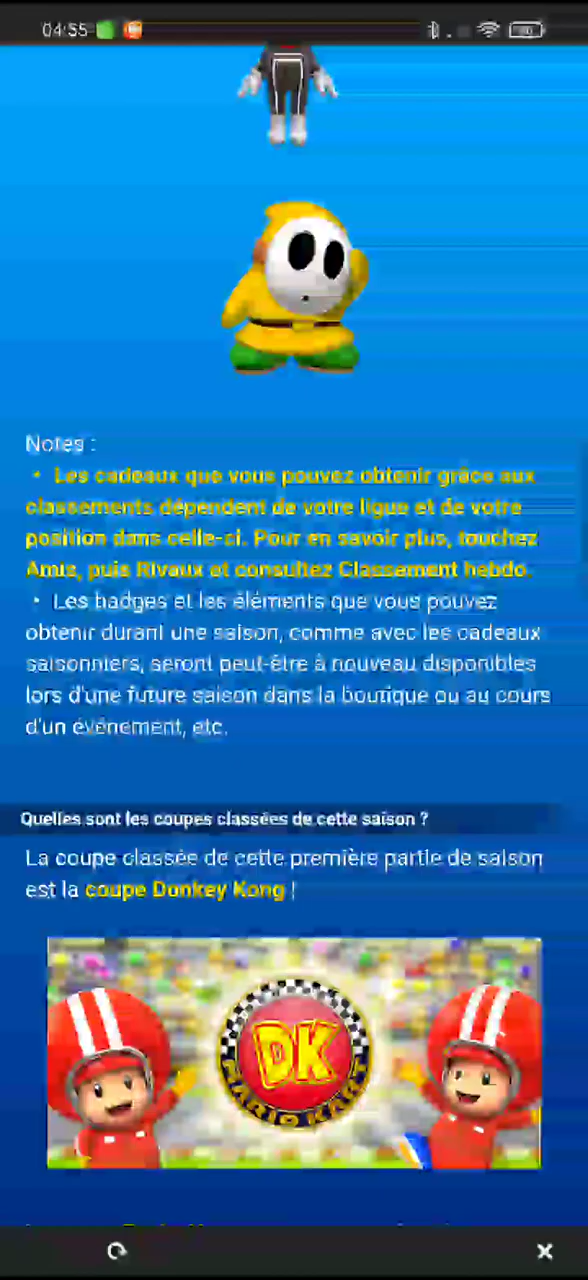 04:55
Notes :
• Les cadeaux que vous pouvez obtenir grâce aux
classements dépendent de votre ligue et de votre
position dans celle-ci. Pour en savoir plus, touchez
Amis, puis Rivaux et consultez Classement hebdo.
• Les badges et les éléments que vous pouvez
obtenir durant une saison, comme avec les cadeaux
saisonniers, seront peut-être à nouveau disponibles
lors d'une future saison dans la boutique ou au cours
d'un événement, etc.
Quelles sont les coupes classées de cette saison ?
La coupe classée de cette première partie de saison
est la coupe Donkey Kong !
DK
MARIO KART